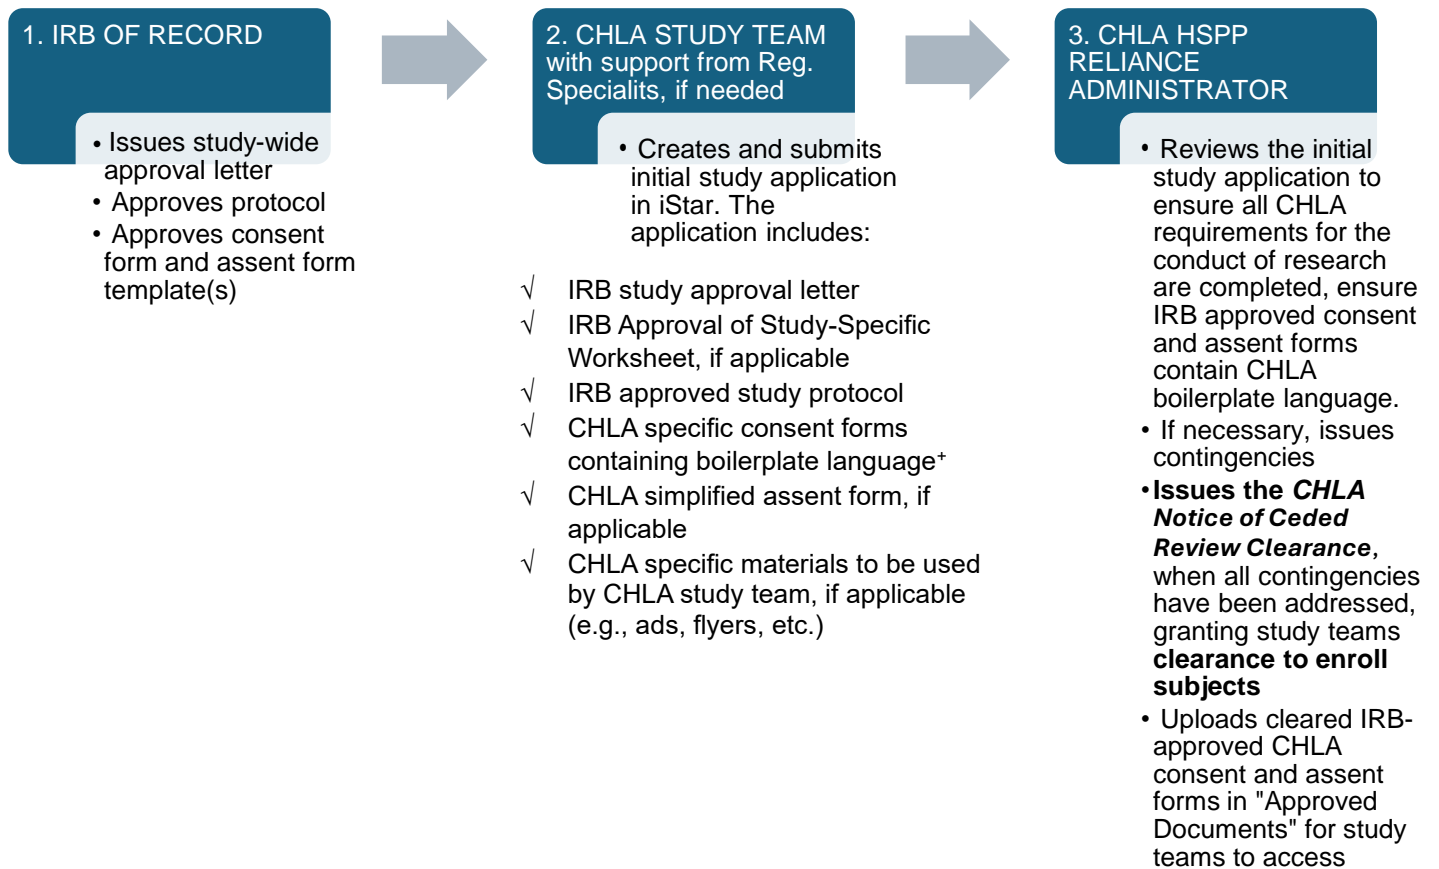 1. IRB OF RECORD
• Issues study-wide
approval letter
• Approves protocol
• Approves consent
form and assent form
template(s)
2. CHLA STUDY TEAM
with support from Reg.
Specialits, if needed
• Creates and submits
initial study application
in iStar. The
application includes:
√ IRB study approval letter
√ IRB Approval of Study-Specific
Worksheet, if applicable
√ IRB approved study protocol
√ CHLA specific consent forms
containing boilerplate language⁺
√ CHLA simplified assent form, if
applicable
√ CHLA specific materials to be used
by CHLA study team, if applicable
(e.g., ads, flyers, etc.)
3. CHLA HSPP
RELIANCE
ADMINISTRATOR
• Reviews the initial
study application to
ensure all CHLA
requirements for the
conduct of research
are completed, ensure
IRB approved consent
and assent forms
contain CHLA
boilerplate language.
• If necessary, issues
contingencies
• Issues the CHLA
Notice of Ceded
Review Clearance,
when all contingencies
have been addressed,
granting study teams
clearance to enroll
subjects
• Uploads cleared IRB-
approved CHLA
consent and assent
forms in "Approved
Documents" for study
teams to access